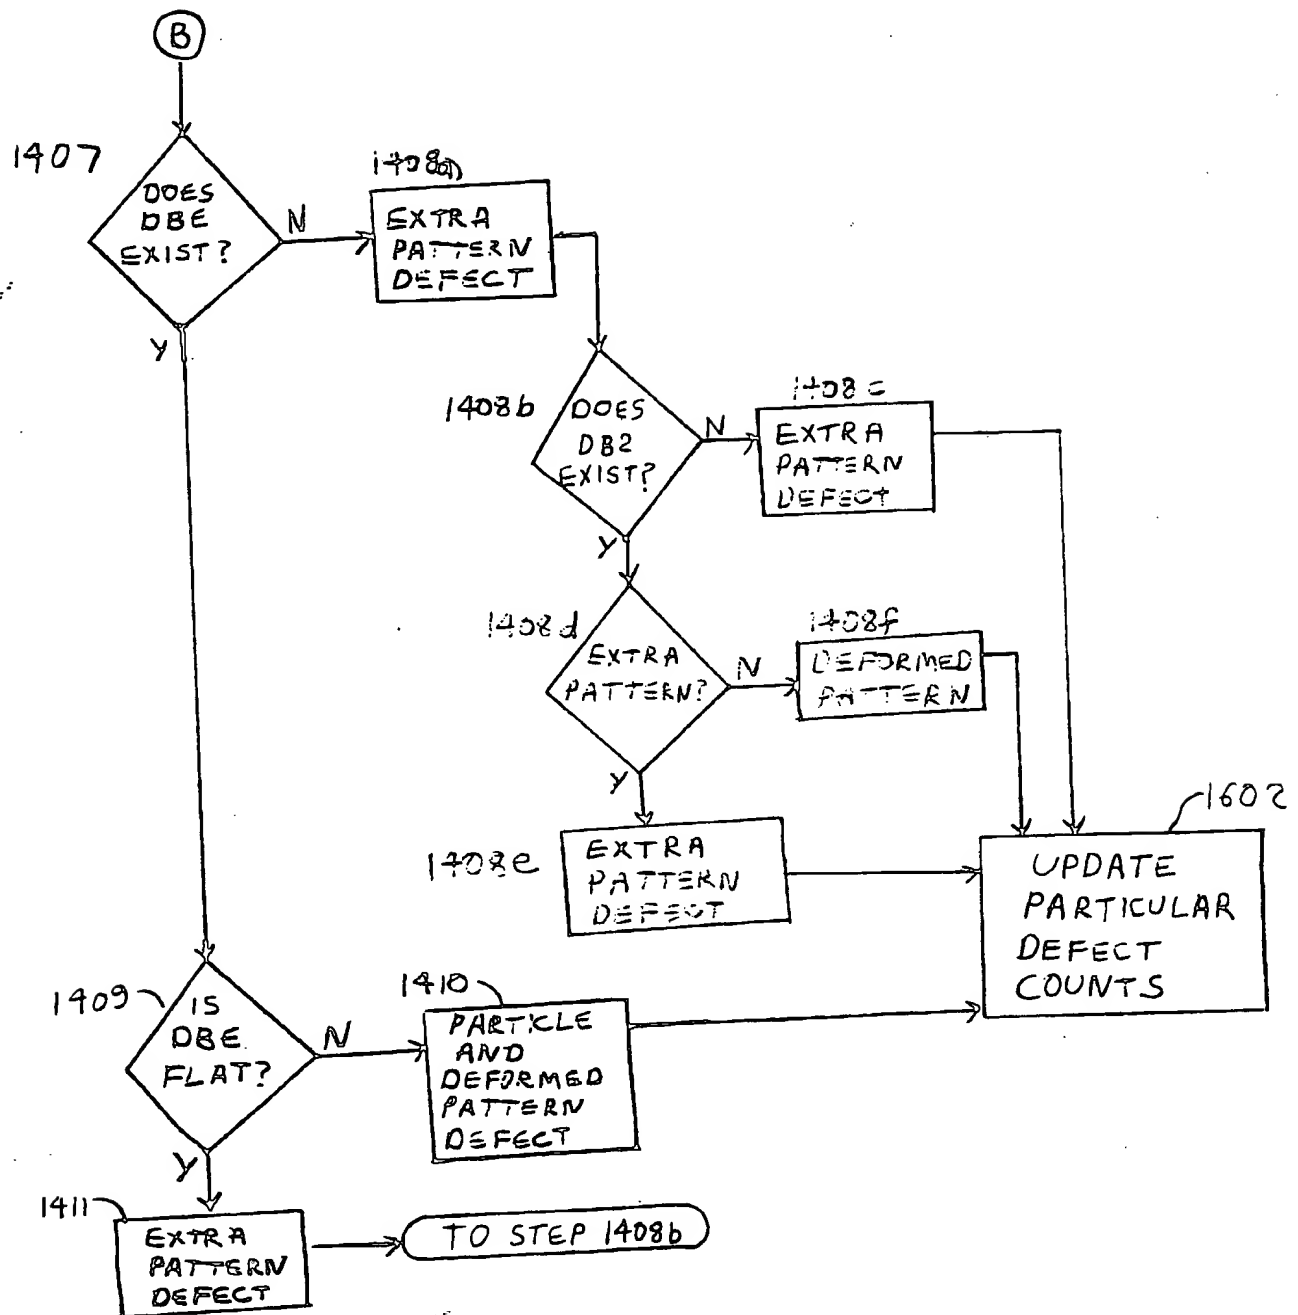 B
1407
DOES
DBE
EXIST?
N
Y
1408a
EXTRA
PATTERN
DEFECT
1408b
DOES
DB2
EXIST?
N
Y
1408c
EXTRA
PATTERN
DEFECT
1408d
EXTRA
PATTERN?
N
Y
1408f
DEFORMED
PATTERN
1408e
EXTRA
PATTERN
DEFECT
1602
UPDATE
PARTICULAR
DEFECT
COUNTS
1409
IS
DBE
FLAT?
N
Y
1410
PARTICLE
AND
DEFORMED
PATTERN
DEFECT
1411
EXTRA
PATTERN
DEFECT
TO STEP 1408b